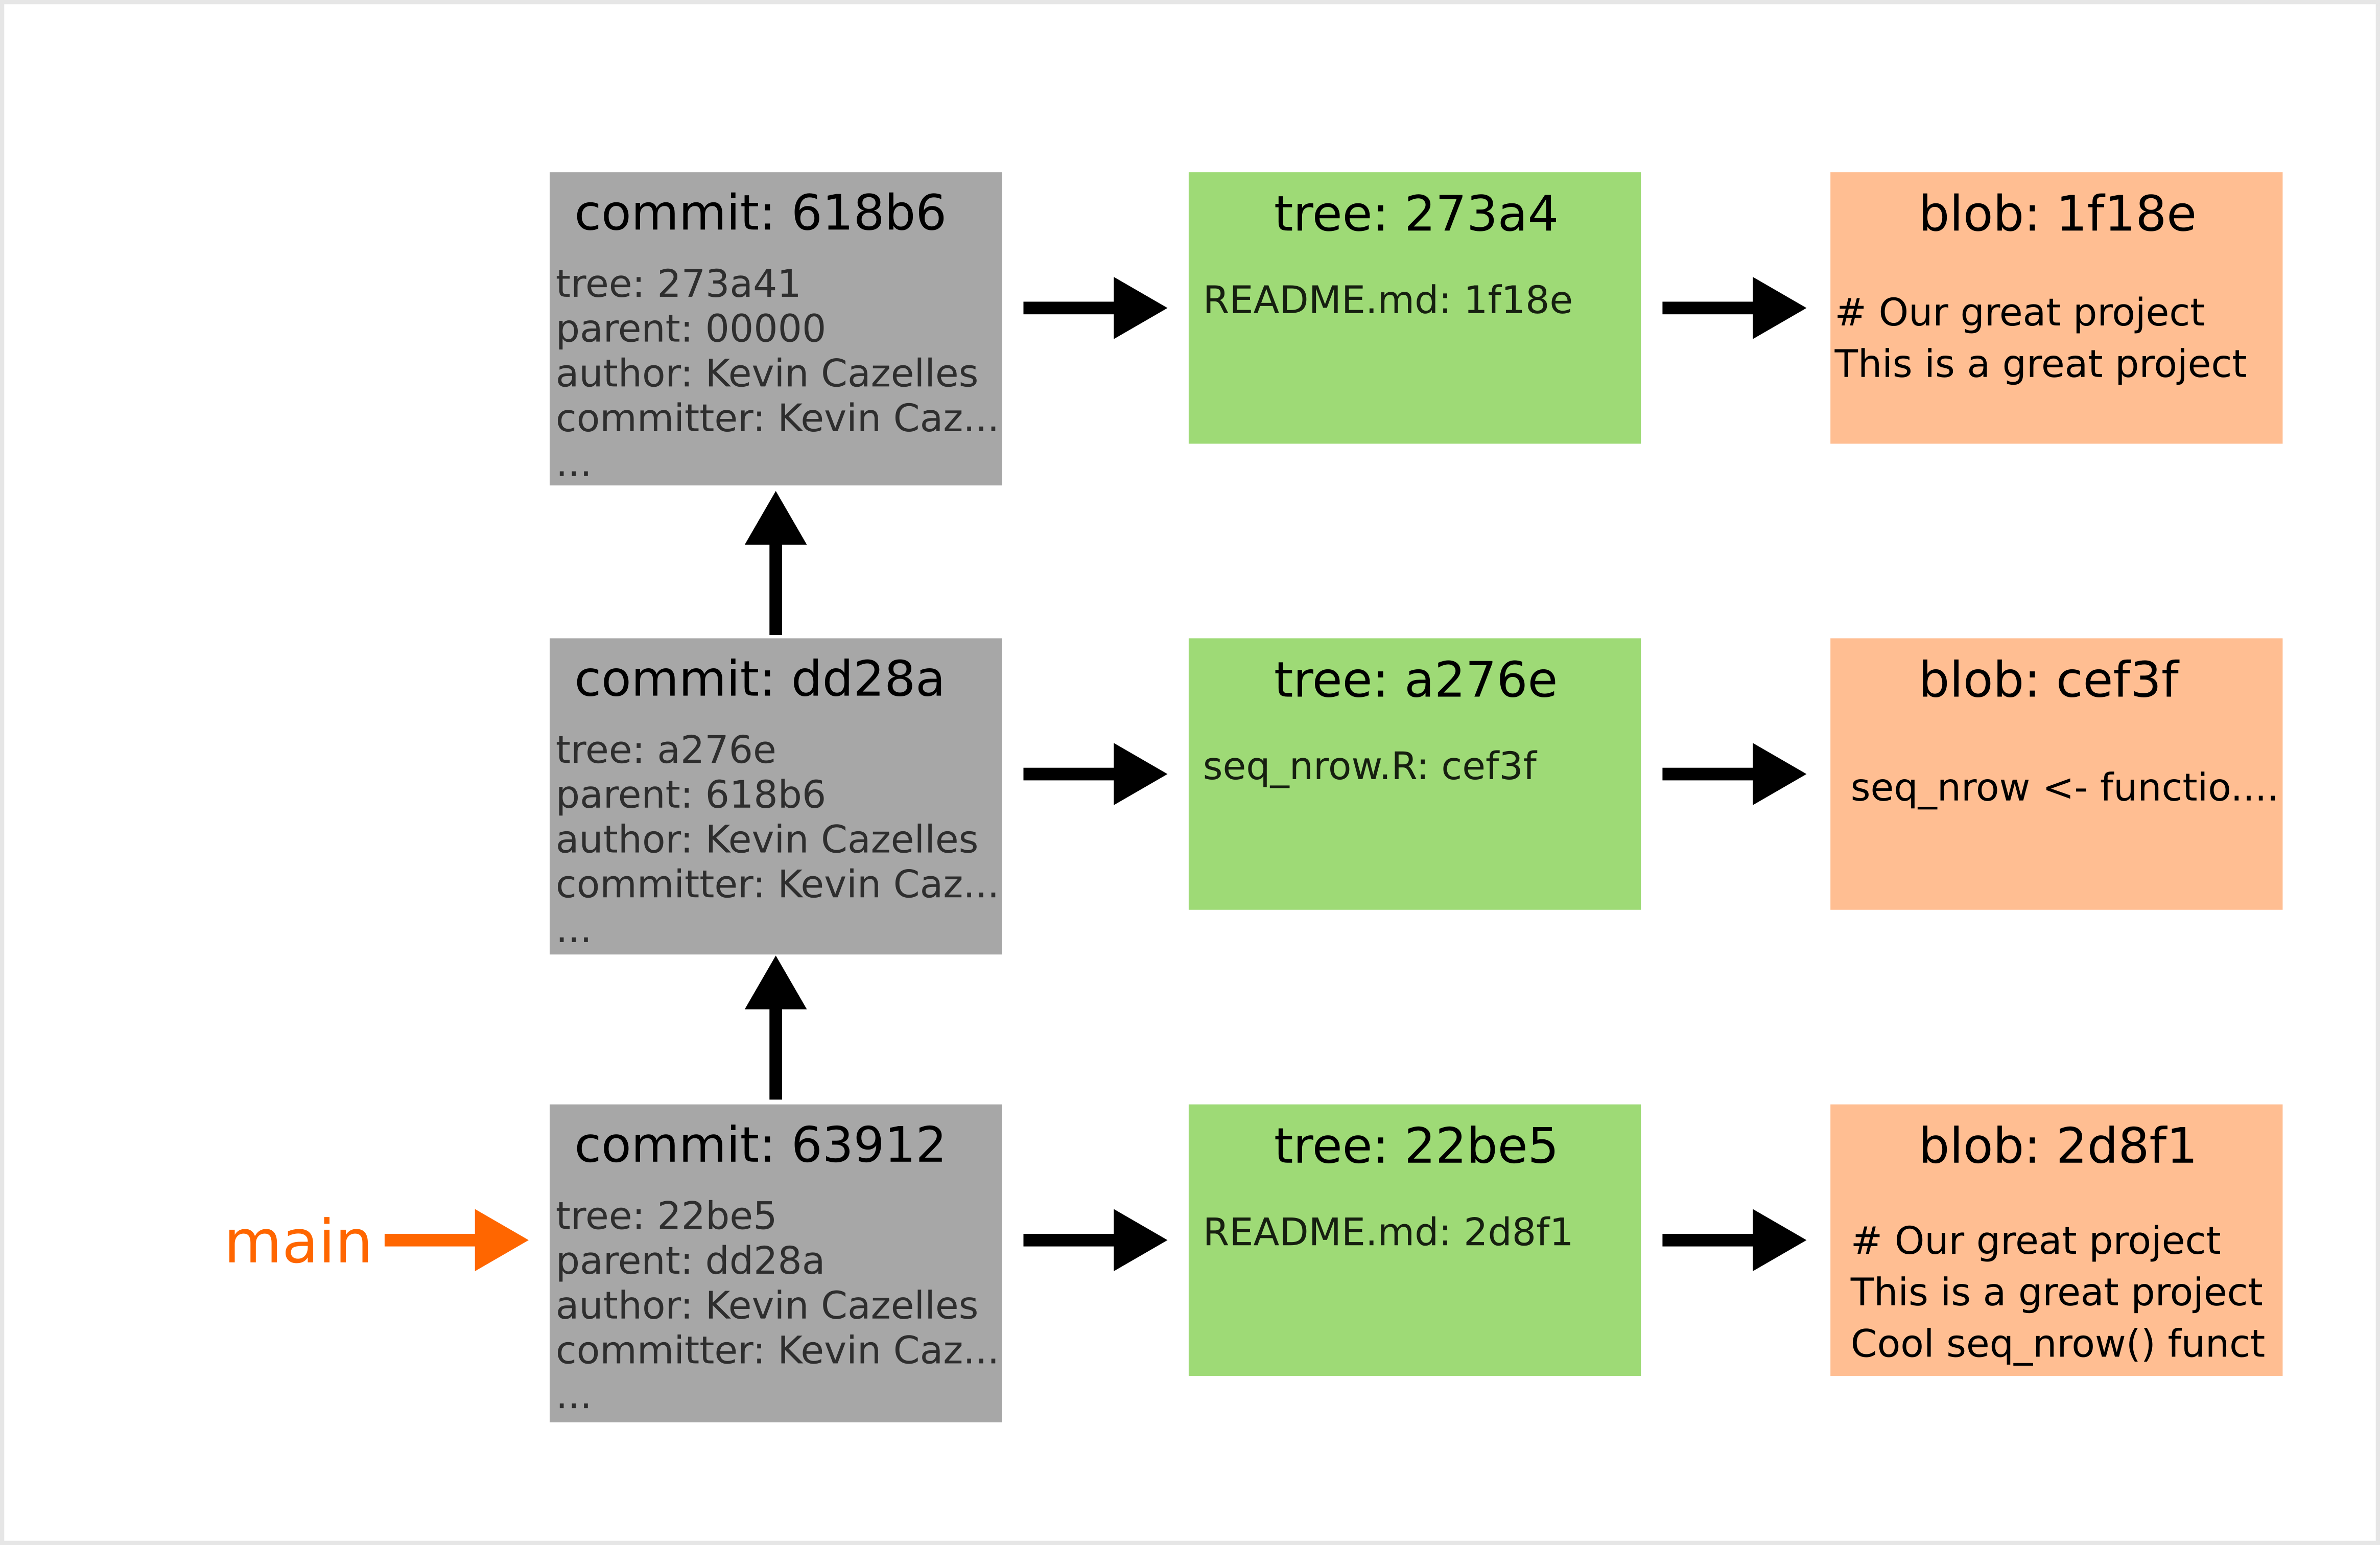 commit: 618b6
tree: 273a41
parent: 00000
author: Kevin Cazelles
committer: Kevin Caz...
...
tree: 273a4
README.md: 1f18e
blob: 1f18e
# Our great project
This is a great project
commit: dd28a
tree: a276e
parent: 618b6
author: Kevin Cazelles
committer: Kevin Caz...
...
tree: a276e
seq_nrow.R: cef3f
blob: cef3f
seq_nrow <- functio....
main
commit: 63912
tree: 22be5
parent: dd28a
author: Kevin Cazelles
committer: Kevin Caz...
...
tree: 22be5
README.md: 2d8f1
blob: 2d8f1
# Our great project
This is a great project
Cool seq_nrow() funct